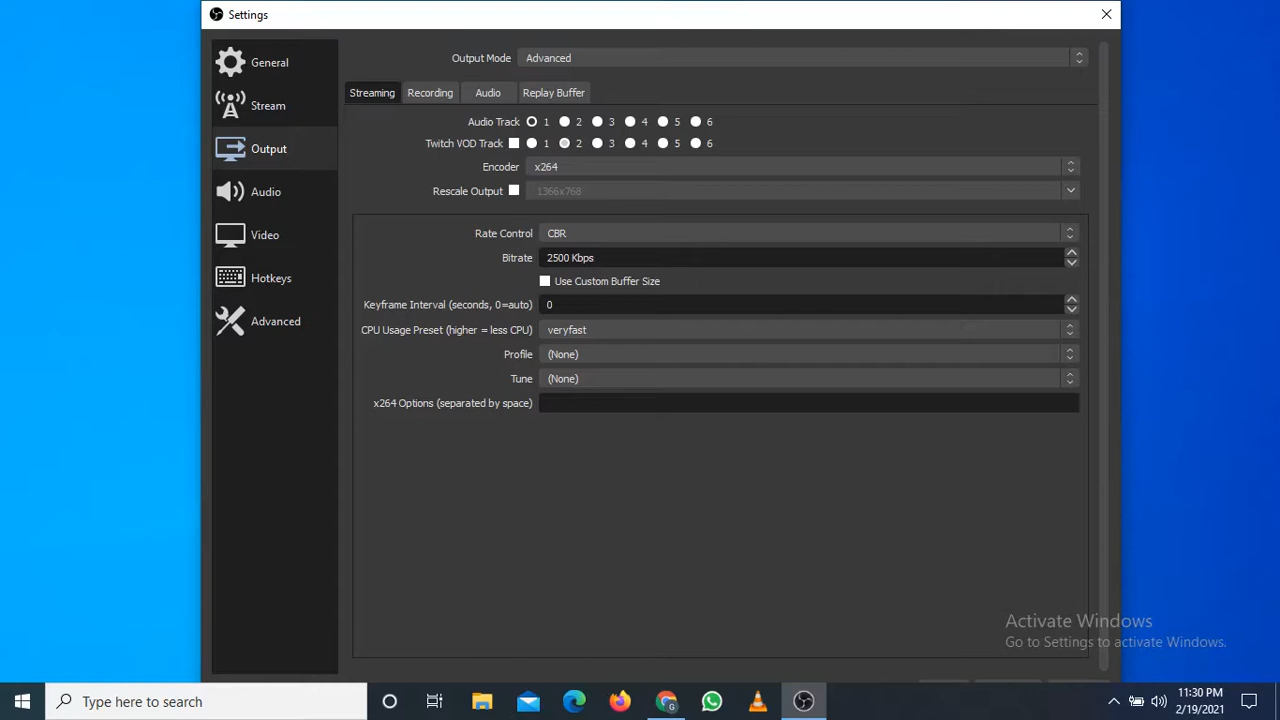 Settings
General
Stream
Output
Audio
Video
Hotkeys
Advanced
Output Mode Advanced
Streaming Recording Audio Replay Buffer
Audio Track 1 2 3 4 5 6
Twitch VOD Track 1 2 3 4 5 6
Encoder x264
Rescale Output 1366x768
Rate Control CBR
Bitrate 2500 Kbps
Use Custom Buffer Size
Keyframe Interval (seconds, 0=auto) 0
CPU Usage Preset (higher = less CPU) veryfast
Profile (None)
Tune (None)
x264 Options (separated by space)
Activate Windows
Go to Settings to activate Windows.
Type here to search
G
11:30 PM
2/19/2021